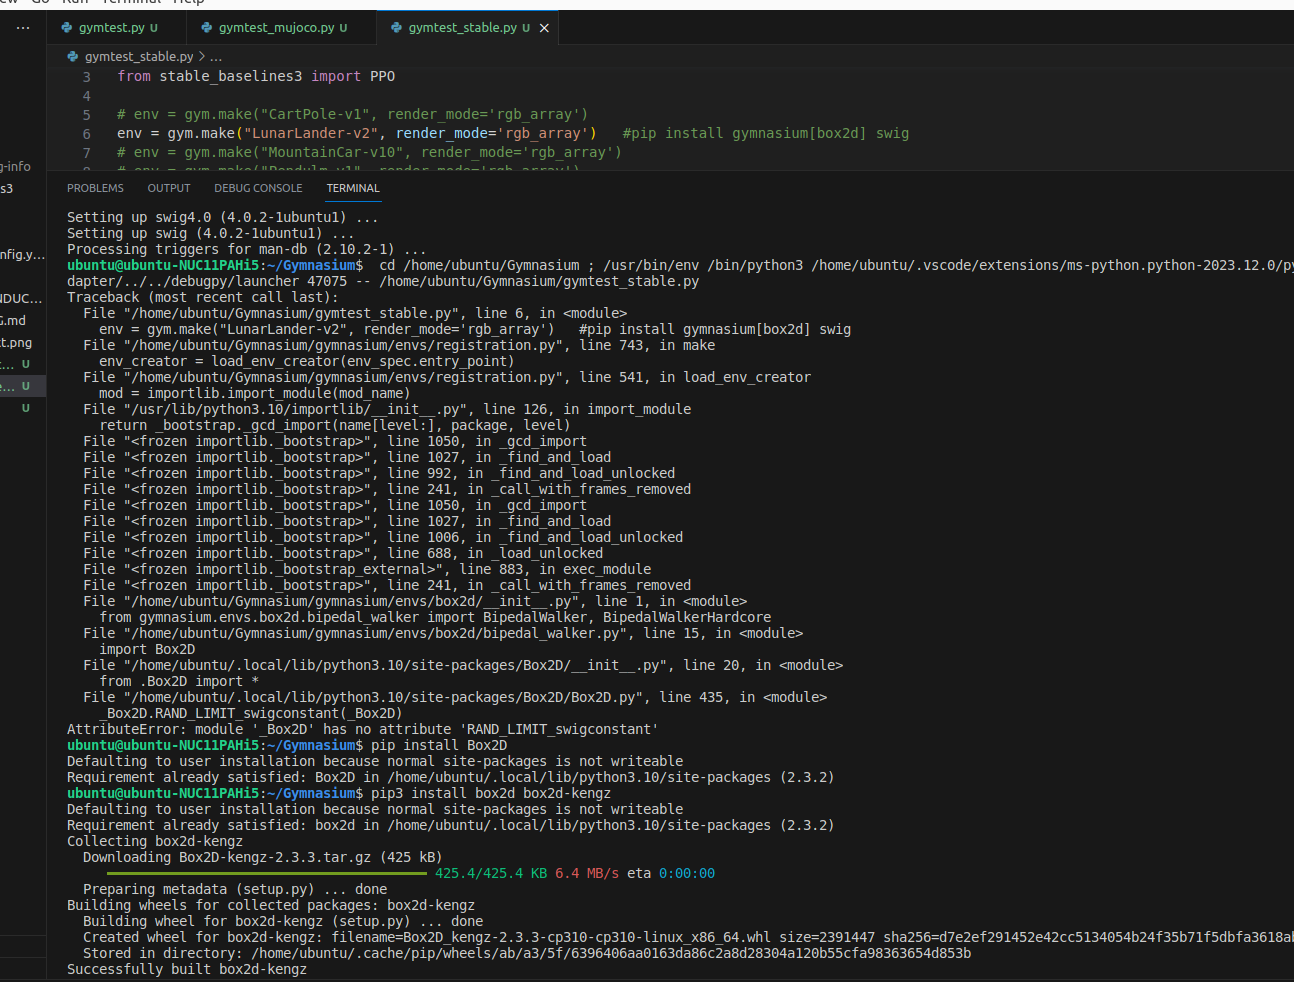 Go Run Terminal Help
... gymtest.py U gymtest_mujoco.py U gymtest_stable.py U ×
gymtest_stable.py > ...
3 from stable_baselines3 import PPO
4
5 # env = gym.make("CartPole-v1", render_mode='rgb_array')
6 env = gym.make("LunarLander-v2", render_mode='rgb_array') #pip install gymnasium[box2d] swig
7 # env = gym.make("MountainCar-v10", render_mode='rgb_array')
8 # env = gym.make("Pendulm-v1", render_mode='rgb_array')
g-info
s3
nfig.y...
NDUC...
G.md
ct.png
t... U
e... U
U
PROBLEMS OUTPUT DEBUG CONSOLE TERMINAL
Setting up swig4.0 (4.0.2-1ubuntu1) ...
Setting up swig (4.0.2-1ubuntu1) ...
Processing triggers for man-db (2.10.2-1) ...
ubuntu@ubuntu-NUC11PAHi5:~/Gymnasium$ cd /home/ubuntu/Gymnasium ; /usr/bin/env /bin/python3 /home/ubuntu/.vscode/extensions/ms-python.python-2023.12.0/py
dapter/../../debugpy/launcher 47075 -- /home/ubuntu/Gymnasium/gymtest_stable.py
Traceback (most recent call last):
File "/home/ubuntu/Gymnasium/gymtest_stable.py", line 6, in <module>
env = gym.make("LunarLander-v2", render_mode='rgb_array') #pip install gymnasium[box2d] swig
File "/home/ubuntu/Gymnasium/gymnasium/envs/registration.py", line 743, in make
env_creator = load_env_creator(env_spec.entry_point)
File "/home/ubuntu/Gymnasium/gymnasium/envs/registration.py", line 541, in load_env_creator
mod = importlib.import_module(mod_name)
File "/usr/lib/python3.10/importlib/__init__.py", line 126, in import_module
return _bootstrap._gcd_import(name[level:], package, level)
File "<frozen importlib._bootstrap>", line 1050, in _gcd_import
File "<frozen importlib._bootstrap>", line 1027, in _find_and_load
File "<frozen importlib._bootstrap>", line 992, in _find_and_load_unlocked
File "<frozen importlib._bootstrap>", line 241, in _call_with_frames_removed
File "<frozen importlib._bootstrap>", line 1050, in _gcd_import
File "<frozen importlib._bootstrap>", line 1027, in _find_and_load
File "<frozen importlib._bootstrap>", line 1006, in _find_and_load_unlocked
File "<frozen importlib._bootstrap>", line 688, in _load_unlocked
File "<frozen importlib._bootstrap_external>", line 883, in exec_module
File "<frozen importlib._bootstrap>", line 241, in _call_with_frames_removed
File "/home/ubuntu/Gymnasium/gymnasium/envs/box2d/__init__.py", line 1, in <module>
from gymnasium.envs.box2d.bipedal_walker import BipedalWalker, BipedalWalkerHardcore
File "/home/ubuntu/Gymnasium/gymnasium/envs/box2d/bipedal_walker.py", line 15, in <module>
import Box2D
File "/home/ubuntu/.local/lib/python3.10/site-packages/Box2D/__init__.py", line 20, in <module>
from .Box2D import *
File "/home/ubuntu/.local/lib/python3.10/site-packages/Box2D/Box2D.py", line 435, in <module>
_Box2D.RAND_LIMIT_swigconstant(_Box2D)
AttributeError: module '_Box2D' has no attribute 'RAND_LIMIT_swigconstant'
ubuntu@ubuntu-NUC11PAHi5:~/Gymnasium$ pip install Box2D
Defaulting to user installation because normal site-packages is not writeable
Requirement already satisfied: Box2D in /home/ubuntu/.local/lib/python3.10/site-packages (2.3.2)
ubuntu@ubuntu-NUC11PAHi5:~/Gymnasium$ pip3 install box2d box2d-kengz
Defaulting to user installation because normal site-packages is not writeable
Requirement already satisfied: box2d in /home/ubuntu/.local/lib/python3.10/site-packages (2.3.2)
Collecting box2d-kengz
Downloading Box2D-kengz-2.3.3.tar.gz (425 kB)
425.4/425.4 KB 6.4 MB/s eta 0:00:00
Preparing metadata (setup.py) ... done
Building wheels for collected packages: box2d-kengz
Building wheel for box2d-kengz (setup.py) ... done
Created wheel for box2d-kengz: filename=Box2D_kengz-2.3.3-cp310-cp310-linux_x86_64.whl size=2391447 sha256=d7e2ef291452e42cc5134054b24f35b71f5dbfa3618ab
Stored in directory: /home/ubuntu/.cache/pip/wheels/ab/a3/5f/6396406aa0163da86c2a8d28304a120b55cfa98363654d853b
Successfully built box2d-kengz